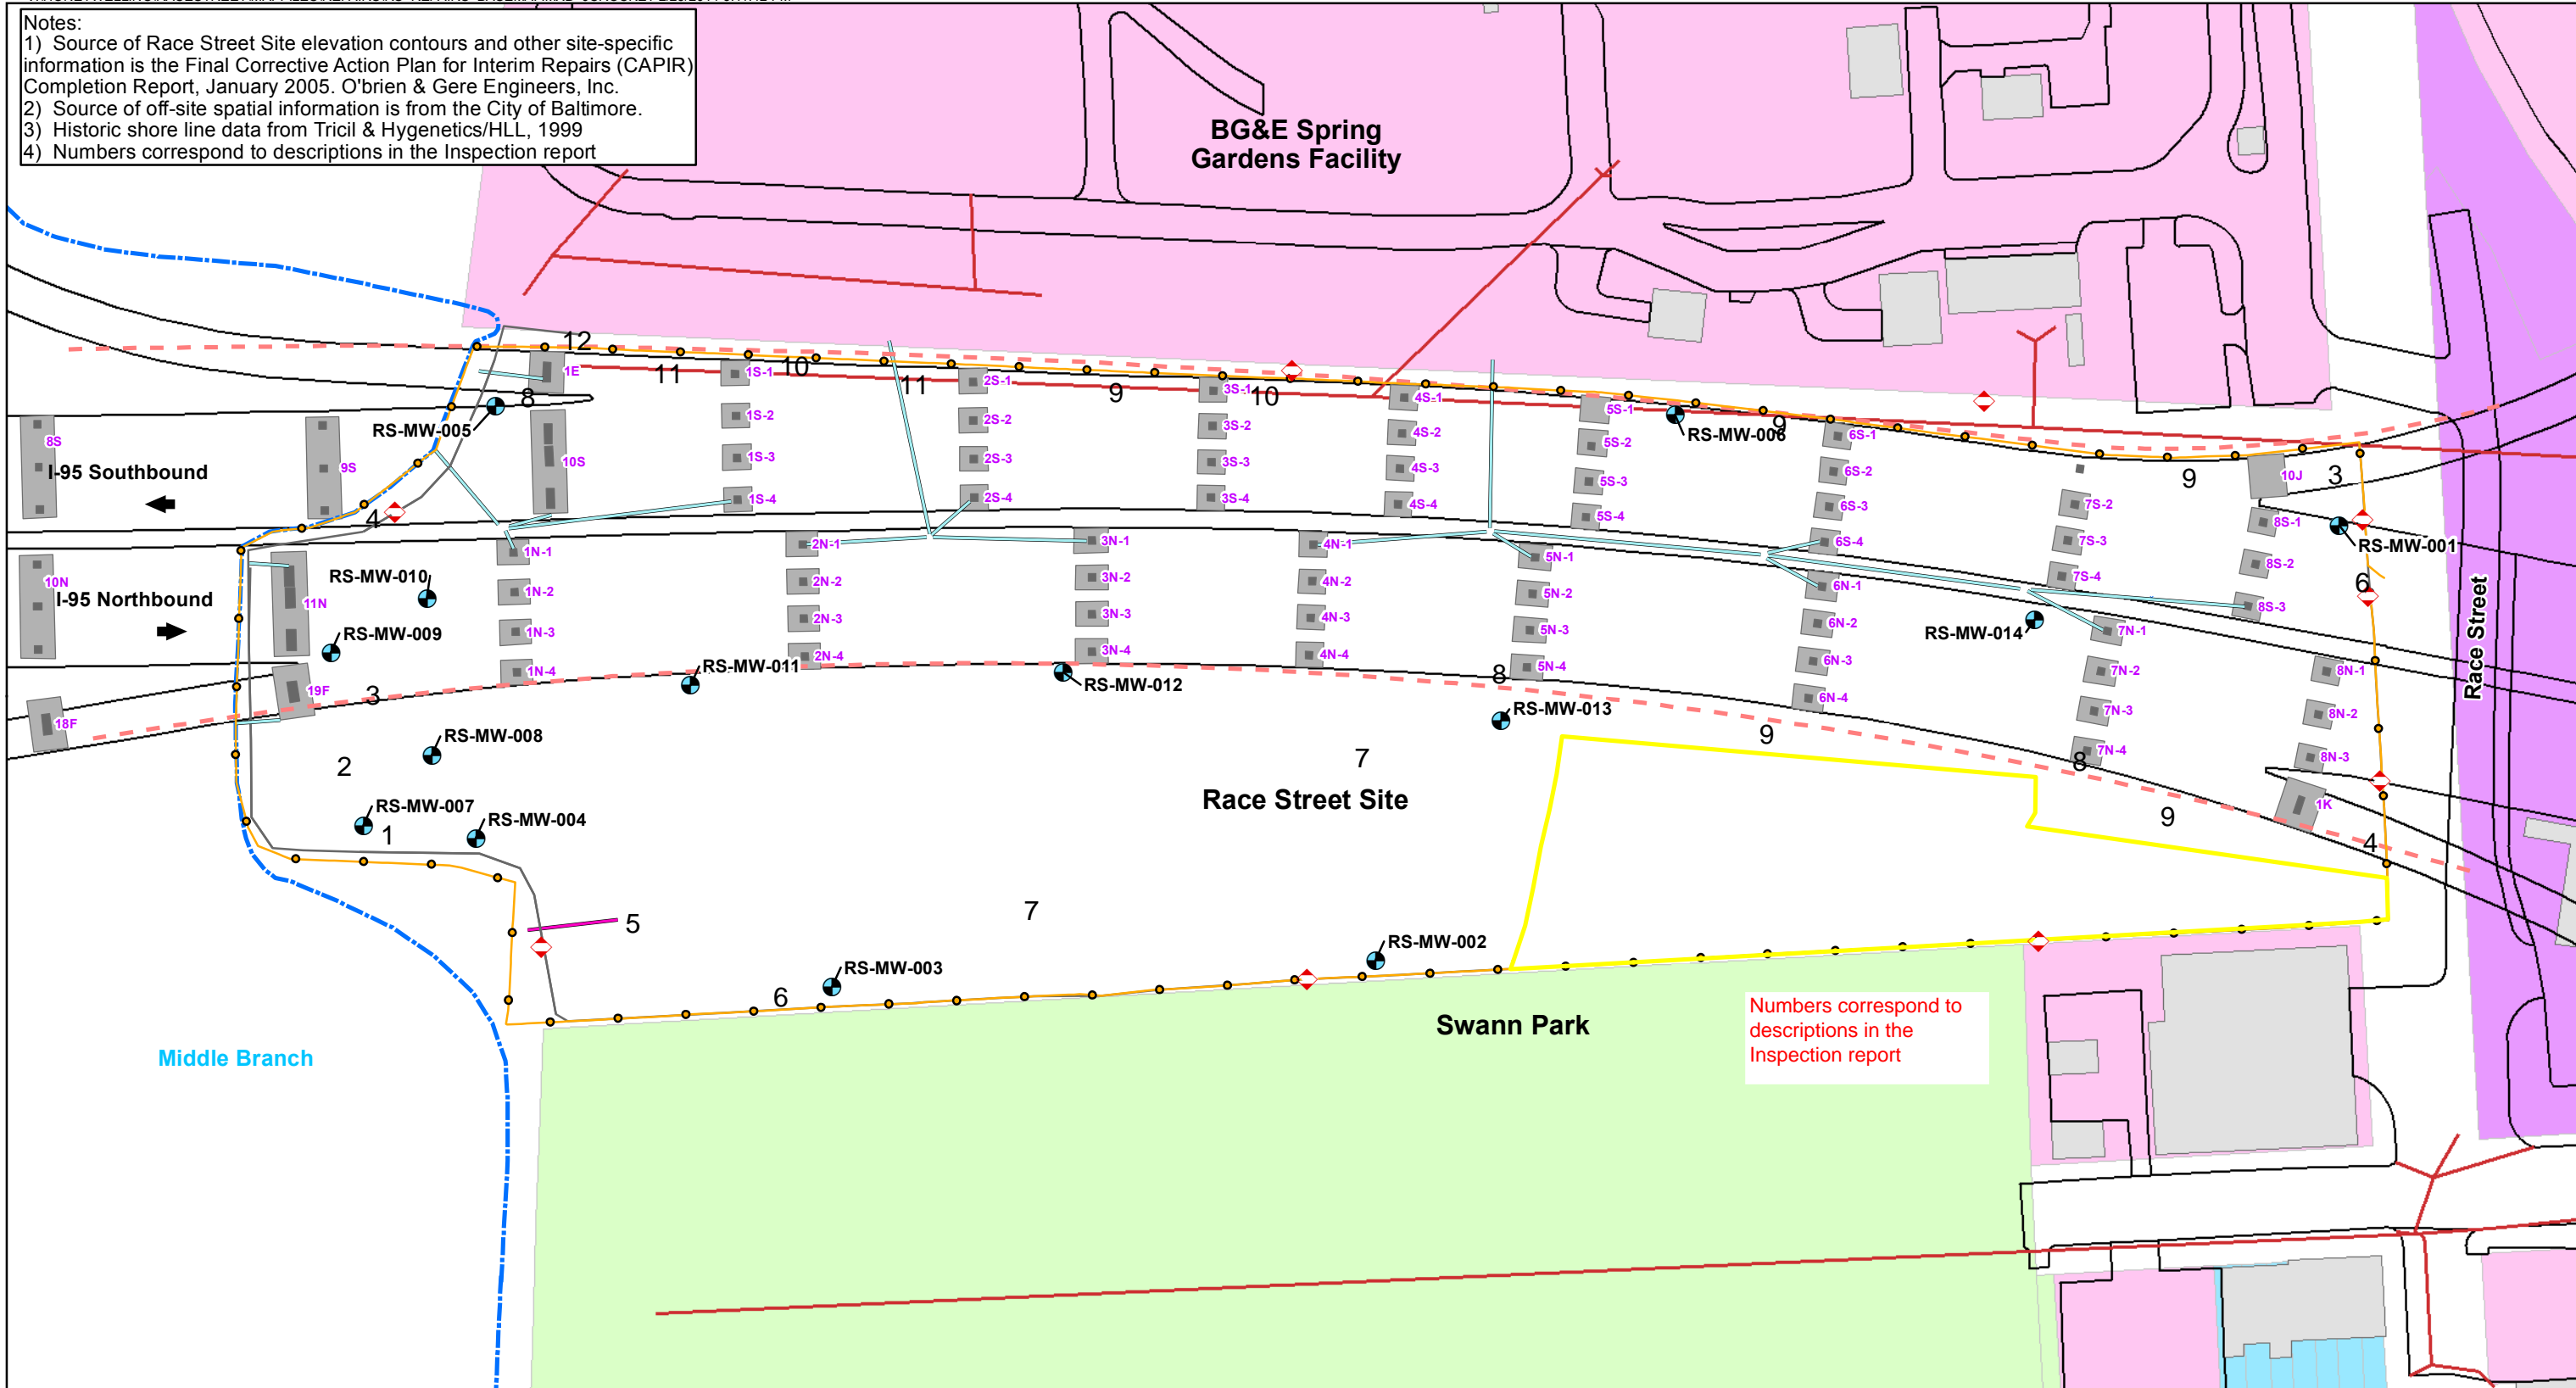 Notes:
1) Source of Race Street Site elevation contours and other site-specific
information is the Final Corrective Action Plan for Interim Repairs (CAPIR)
Completion Report, January 2005. O'brien & Gere Engineers, Inc.
2) Source of off-site spatial information is from the City of Baltimore.
3) Historic shore line data from Tricil & Hygenetics/HLL, 1999
4) Numbers correspond to descriptions in the Inspection report
BG&E Spring
Gardens Facility
12
1E
11
1S-1
10
11
2S-1
9
3S-1
10
4S-1
5S-1
9
6S-1
8
RS-MW-005
1S-2
2S-2
3S-2
4S-2
5S-2
RS-MW-006
6S-2
9
10J
3
8S
I-95 Southbound
9S
10S
1S-3
2S-3
3S-3
4S-3
5S-3
6S-3
7S-2
8S-1
RS-MW-001
4
1S-4
2S-4
3S-4
4S-4
5S-4
6S-4
7S-3
8S-2
1N-1
2N-1
3N-1
4N-1
5N-1
6N-1
7S-4
8S-3
6
Race Street
10N
I-95 Northbound
11N
RS-MW-010
1N-2
2N-2
3N-2
4N-2
5N-2
6N-2
RS-MW-014
7N-1
RS-MW-009
1N-3
2N-3
3N-3
4N-3
5N-3
6N-3
7N-2
8N-1
1N-4
2N-4
3N-4
4N-4
5N-4
6N-4
7N-3
8N-2
18F
19F
3
RS-MW-011
RS-MW-012
8
RS-MW-013
9
7N-4
8
8N-3
2
RS-MW-008
7
Race Street Site
1K
9
4
RS-MW-007
1
RS-MW-004
5
7
RS-MW-002
RS-MW-003
6
Swann Park
Numbers correspond to
descriptions in the
Inspection report
Middle Branch